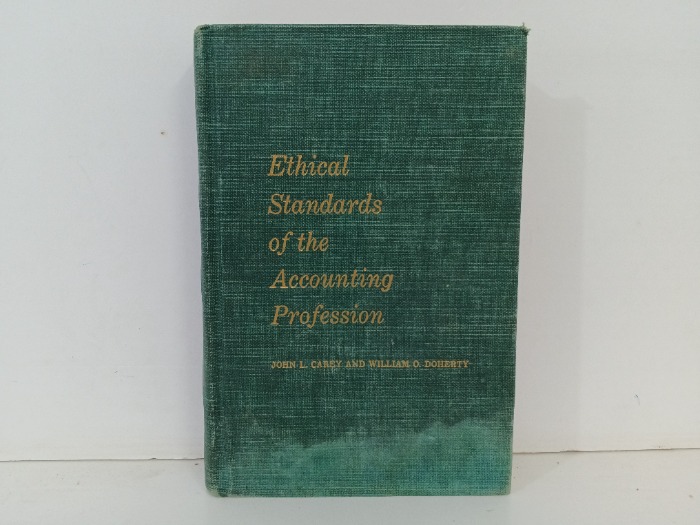 Ethical
Standards
of the
Accounting
Profession
JOHN L. CAREY AND WILLIAM O. DOHERTY